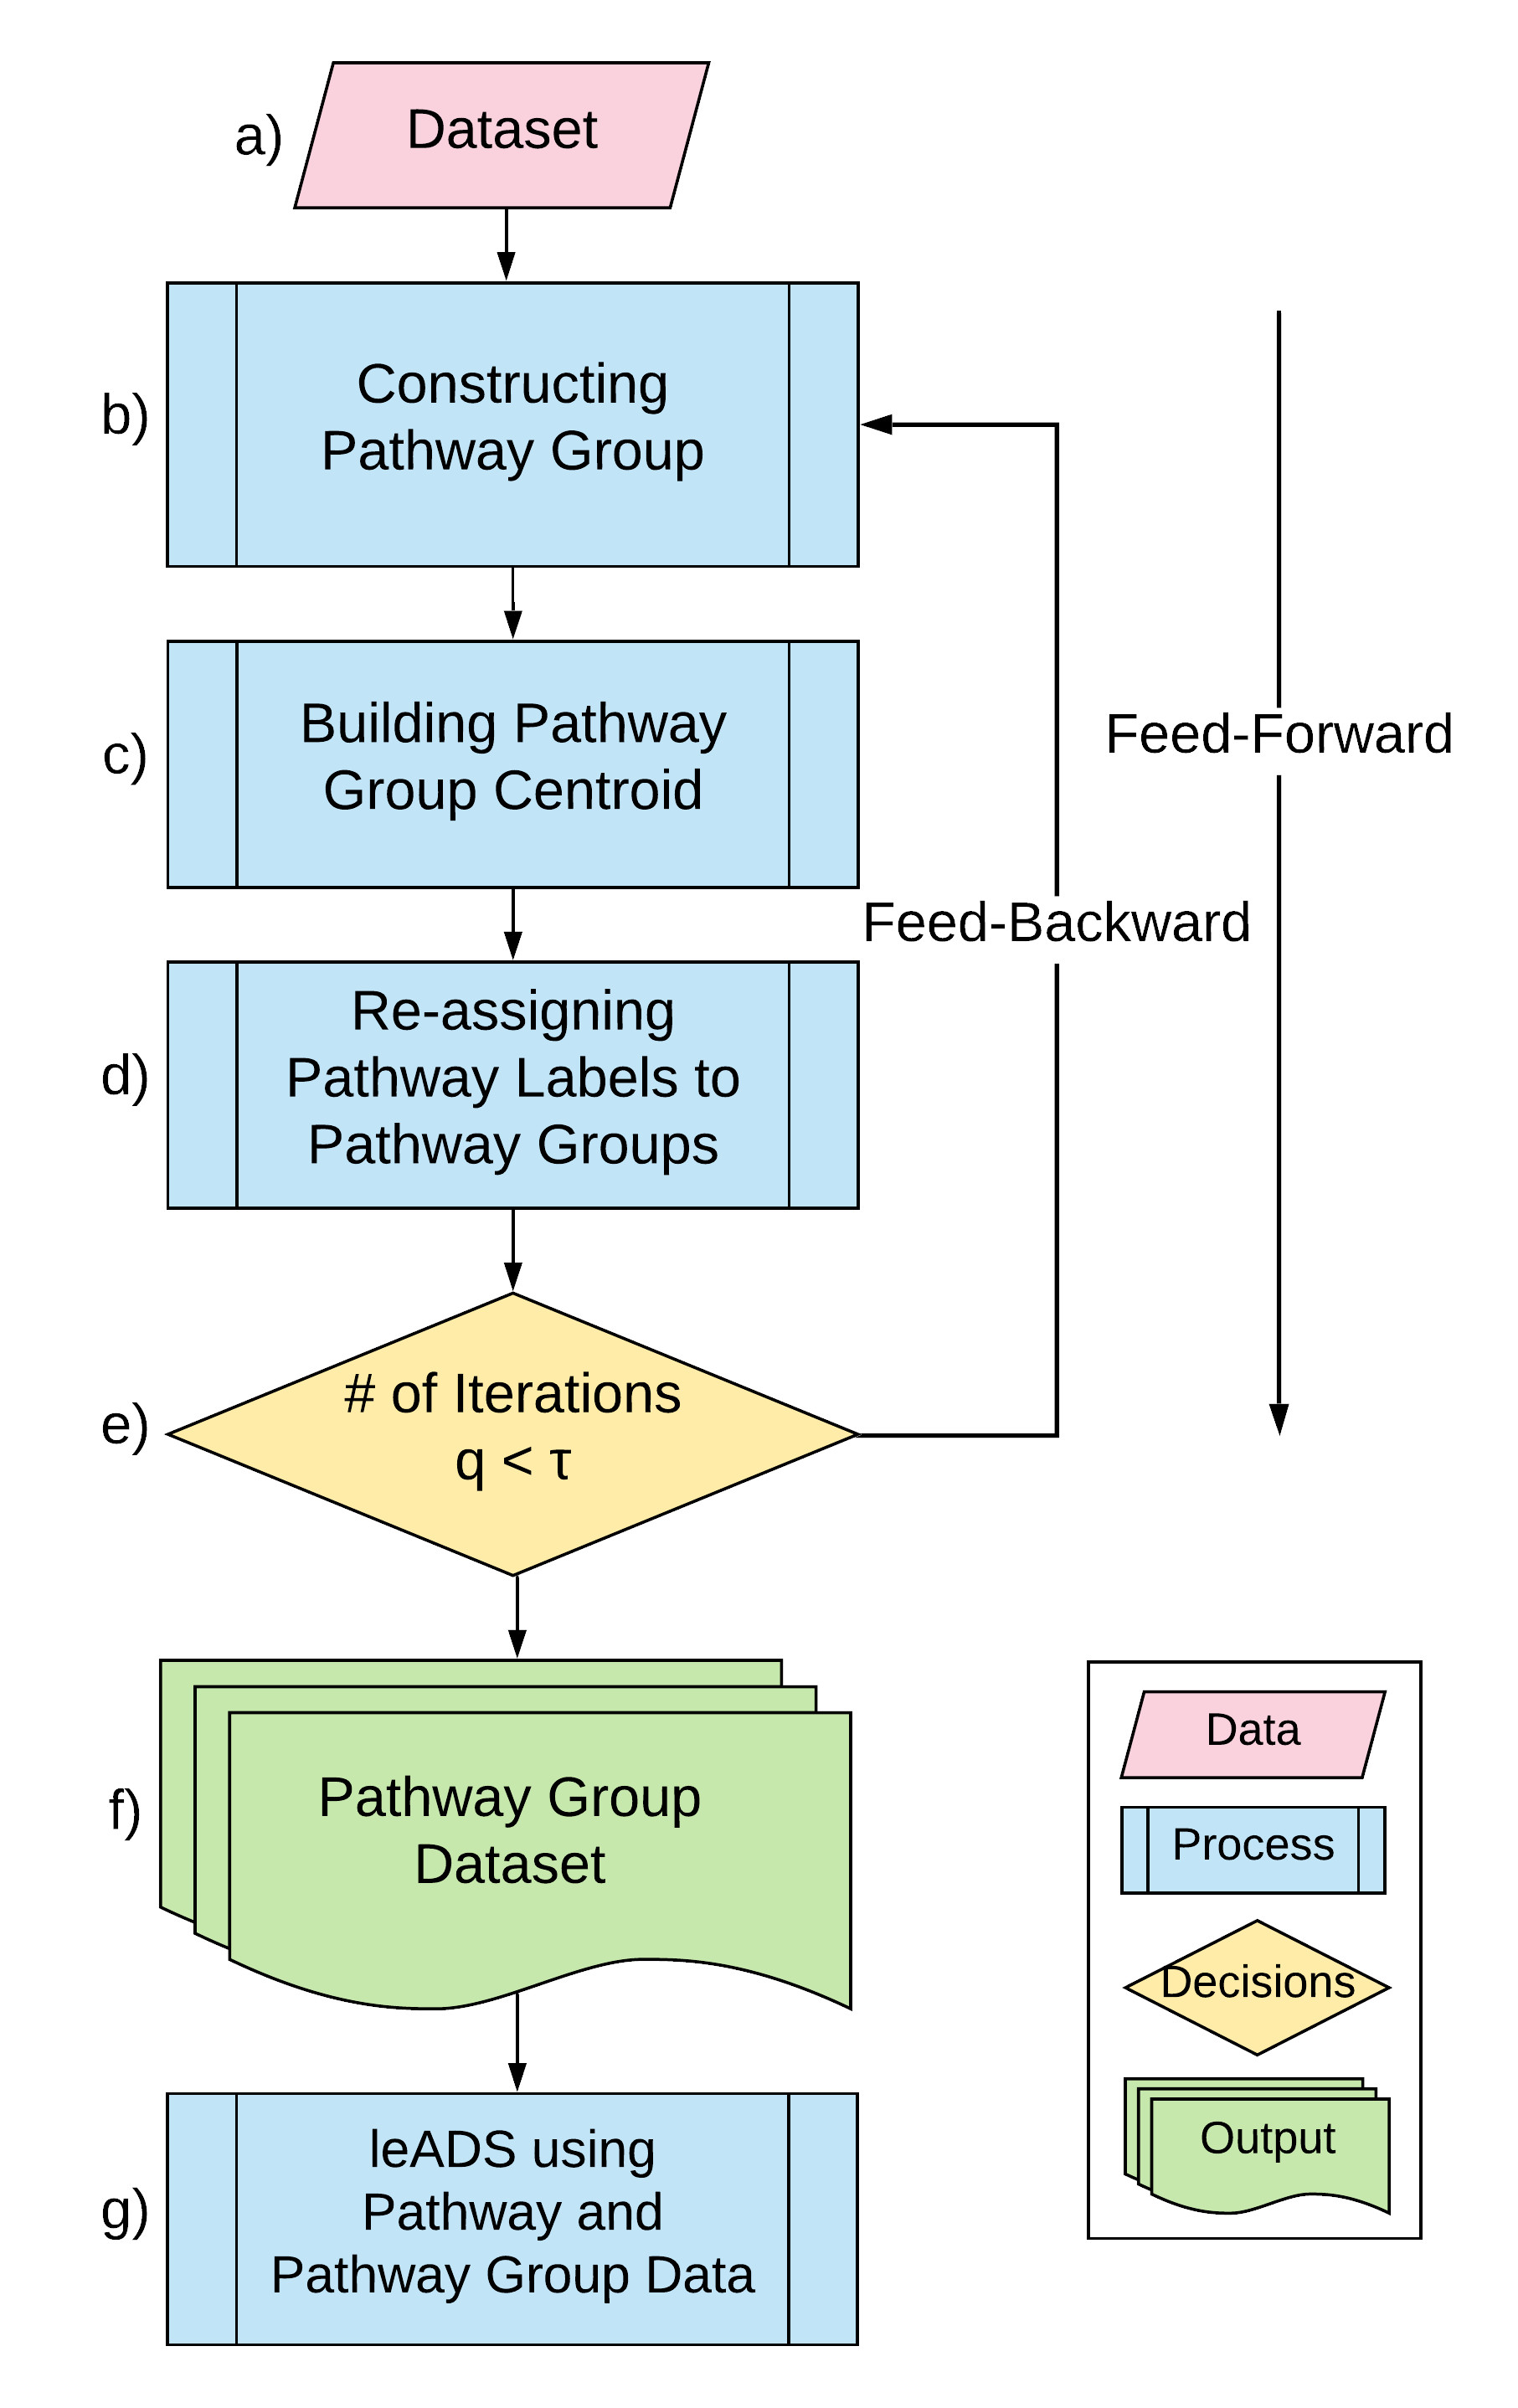 a)
Dataset
b)
Constructing
Pathway Group
c)
Building Pathway
Group Centroid
Feed-Forward
Feed-Backward
d)
Re-assigning
Pathway Labels to
Pathway Groups
e)
# of Iterations
q < τ
f)
Pathway Group
Dataset
g)
leADS using
Pathway and
Pathway Group Data
Data
Process
Decisions
Output